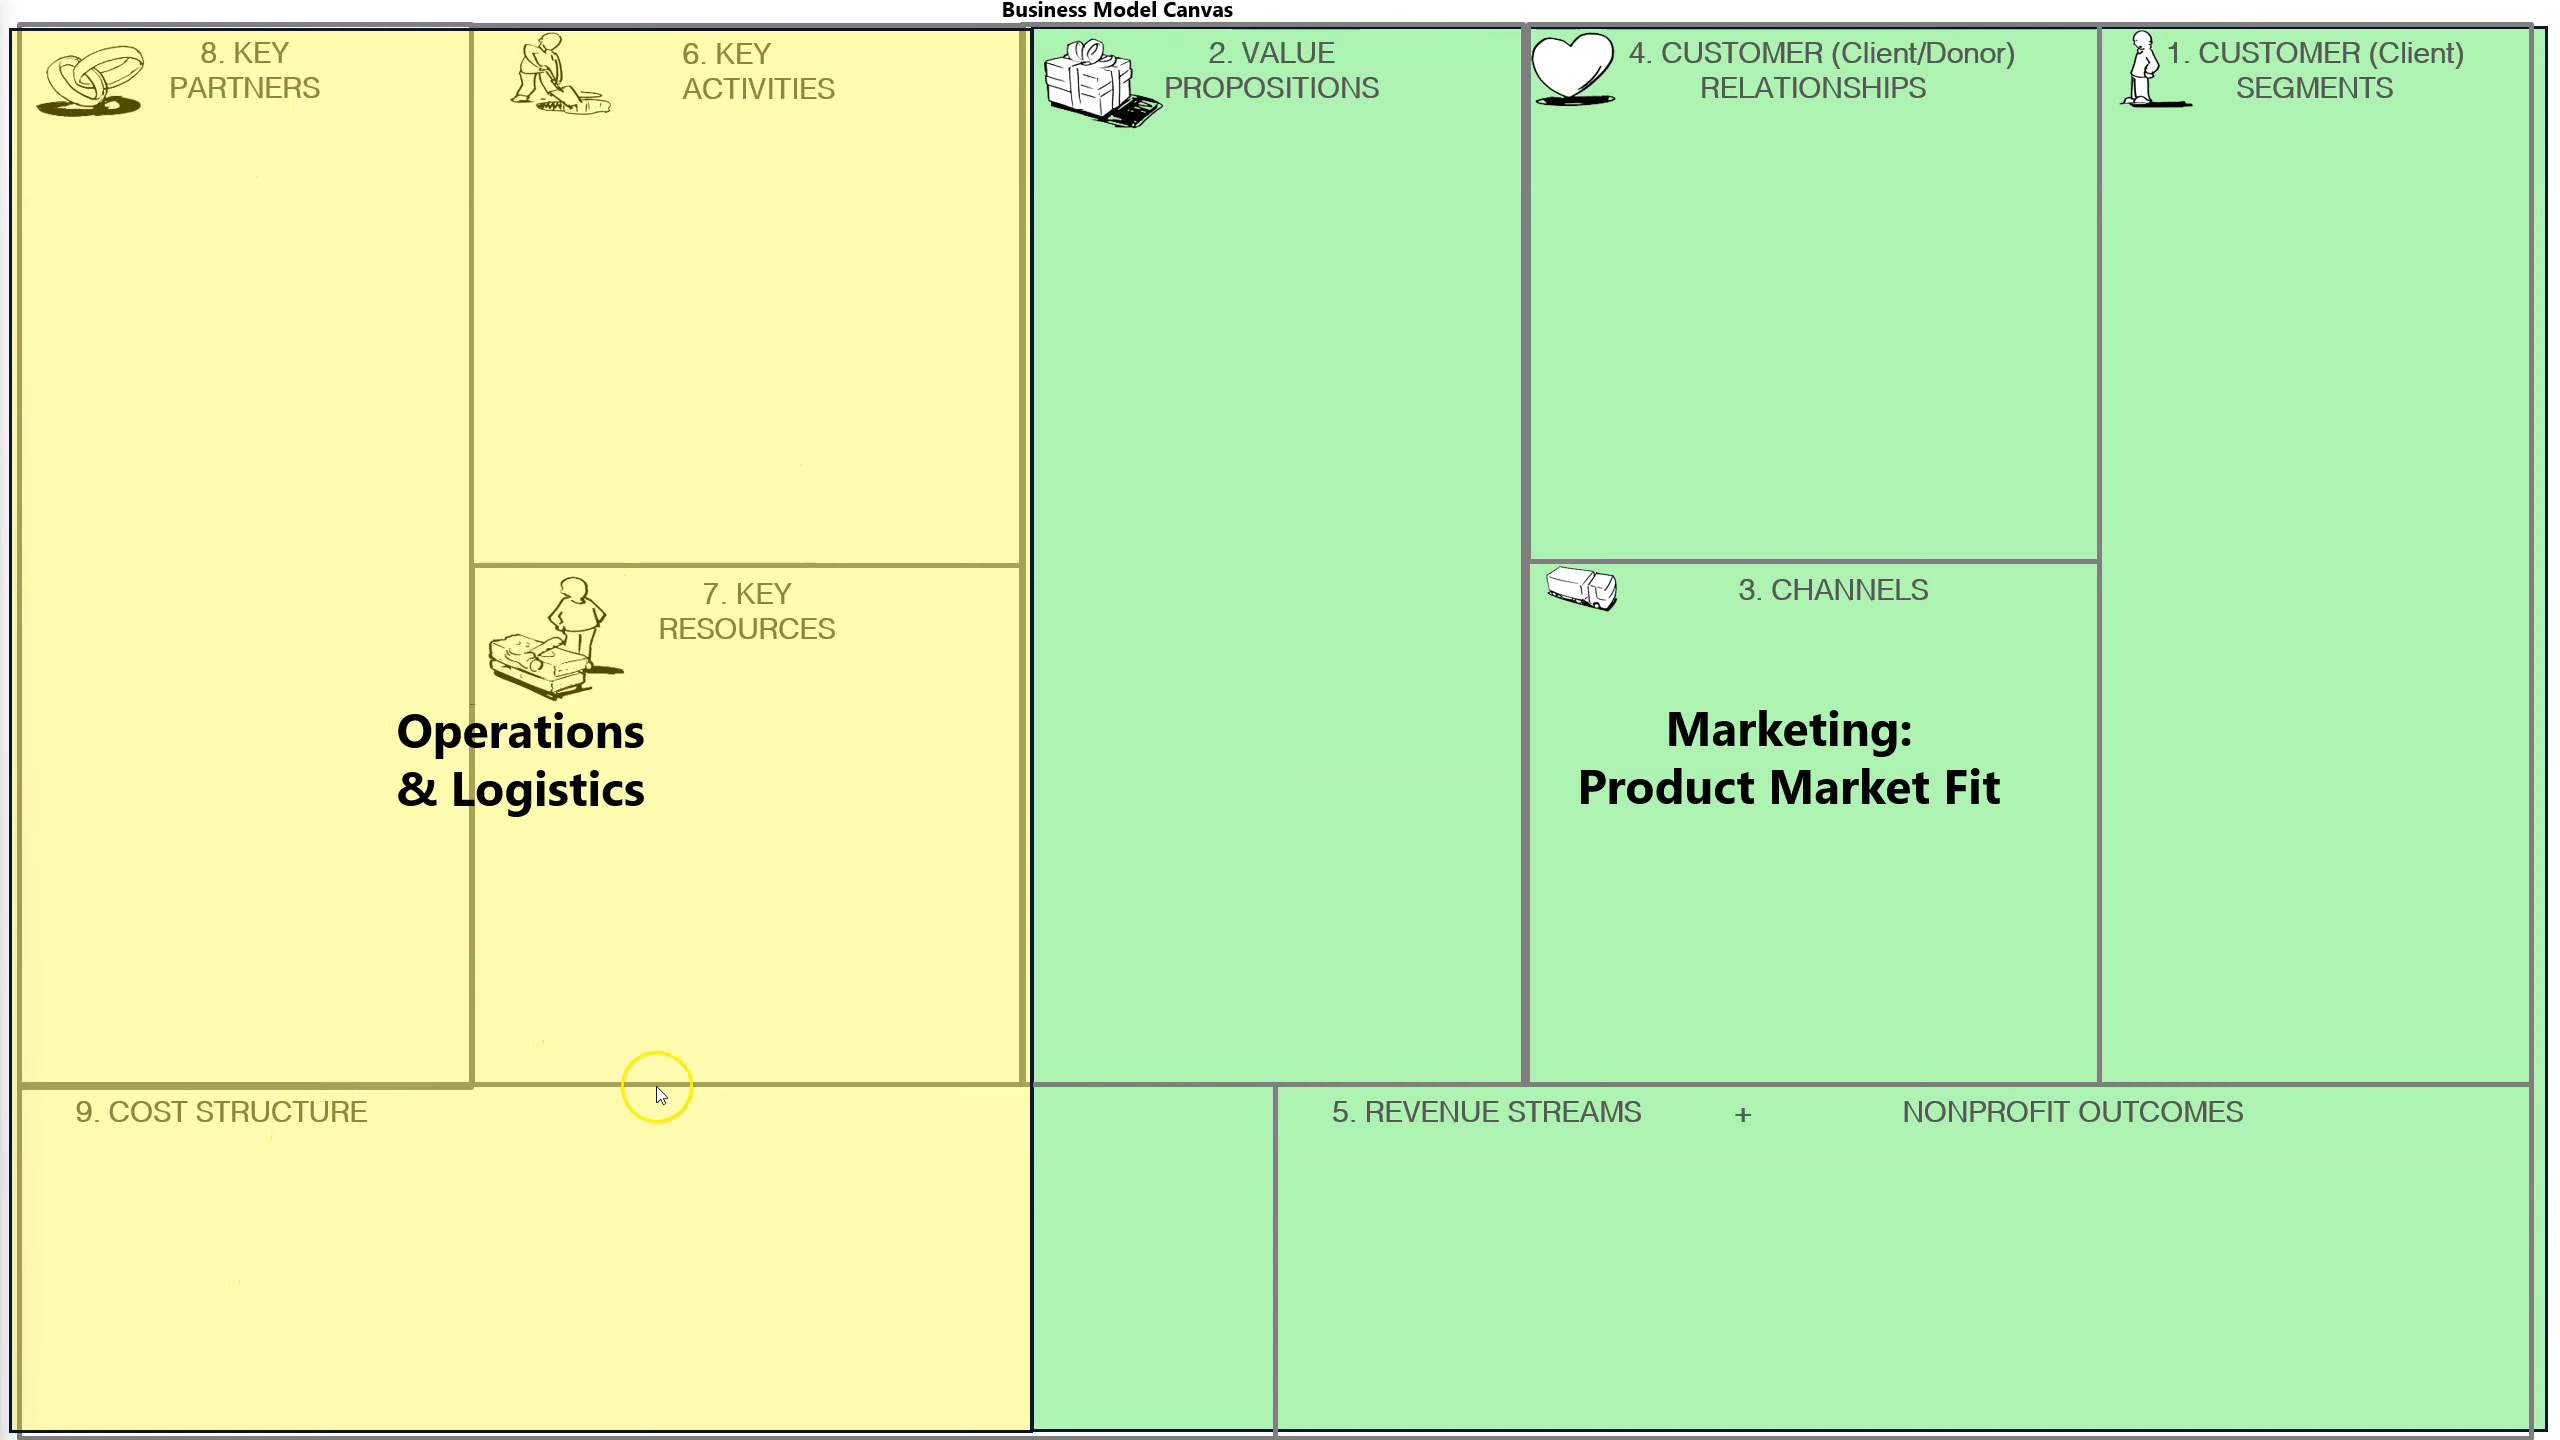 Business Model Canvas
8. KEY
PARTNERS
6. KEY
ACTIVITIES
2. VALUE
PROPOSITIONS
4. CUSTOMER (Client/Donor)
RELATIONSHIPS
1. CUSTOMER (Client)
SEGMENTS
7. KEY
RESOURCES
3. CHANNELS
Operations
& Logistics
Marketing:
Product Market Fit
9. COST STRUCTURE
5. REVENUE STREAMS + NONPROFIT OUTCOMES